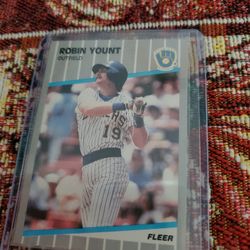 ROBIN YOUNT
OUTFIELD
19
FLEER